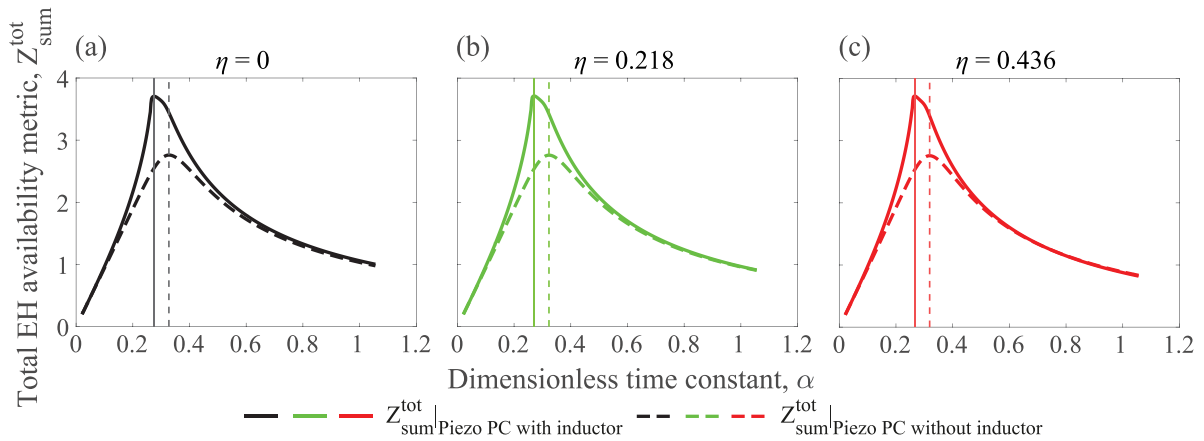 (a)
η = 0
(b)
η = 0.218
(c)
η = 0.436
Total EH availability metric, Z^tot_sum
4
3
2
1
0
0 0.2 0.4 0.6 0.8 1 1.2
0 0.2 0.4 0.6 0.8 1 1.2
0 0.2 0.4 0.6 0.8 1 1.2
Dimensionless time constant, α
Z^tot_sum|Piezo PC with inductor
Z^tot_sum|Piezo PC without inductor